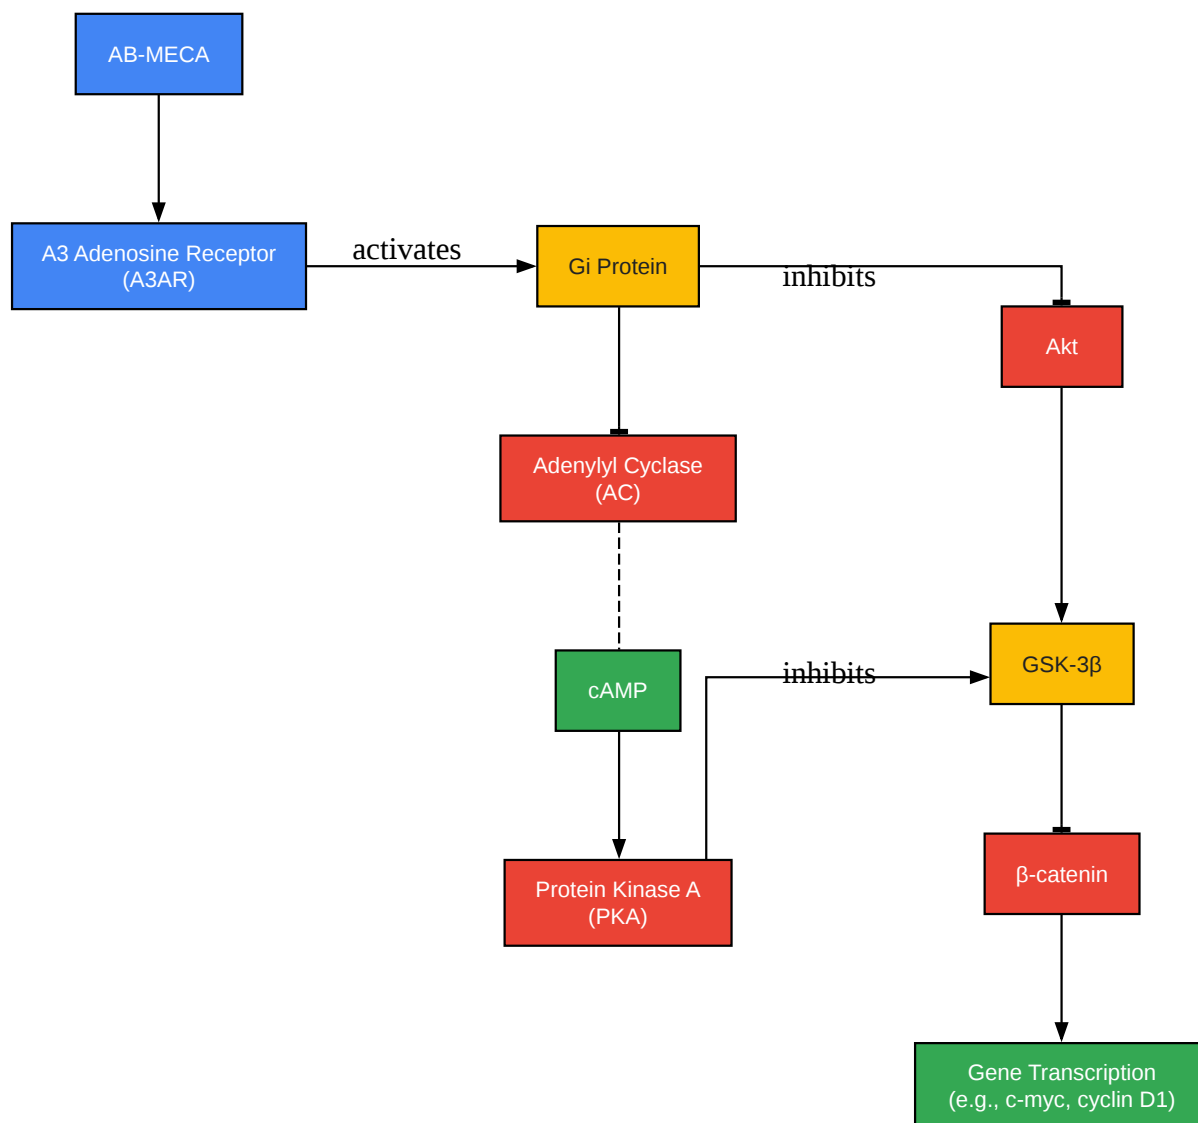 AB-MECA
A3 Adenosine Receptor
(A3AR)
activates
Gi Protein
inhibits
Akt
Adenylyl Cyclase
(AC)
cAMP
inhibits
GSK-3β
Protein Kinase A
(PKA)
β-catenin
Gene Transcription
(e.g., c-myc, cyclin D1)